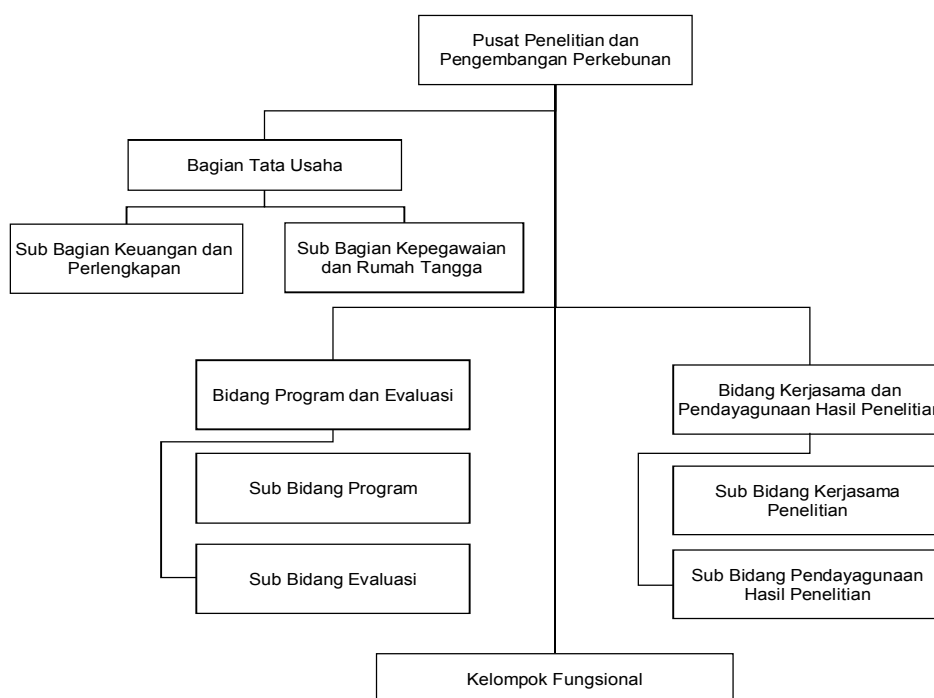 Pusat Penelitian dan
Pengembangan Perkebunan
Bagian Tata Usaha
Sub Bagian Keuangan dan
Perlengkapan
Sub Bagian Kepegawaian
dan Rumah Tangga
Bidang Program dan Evaluasi
Sub Bidang Program
Sub Bidang Evaluasi
Bidang Kerjasama dan
Pendayagunaan Hasil Penelitian
Sub Bidang Kerjasama
Penelitian
Sub Bidang Pendayagunaan
Hasil Penelitian
Kelompok Fungsional